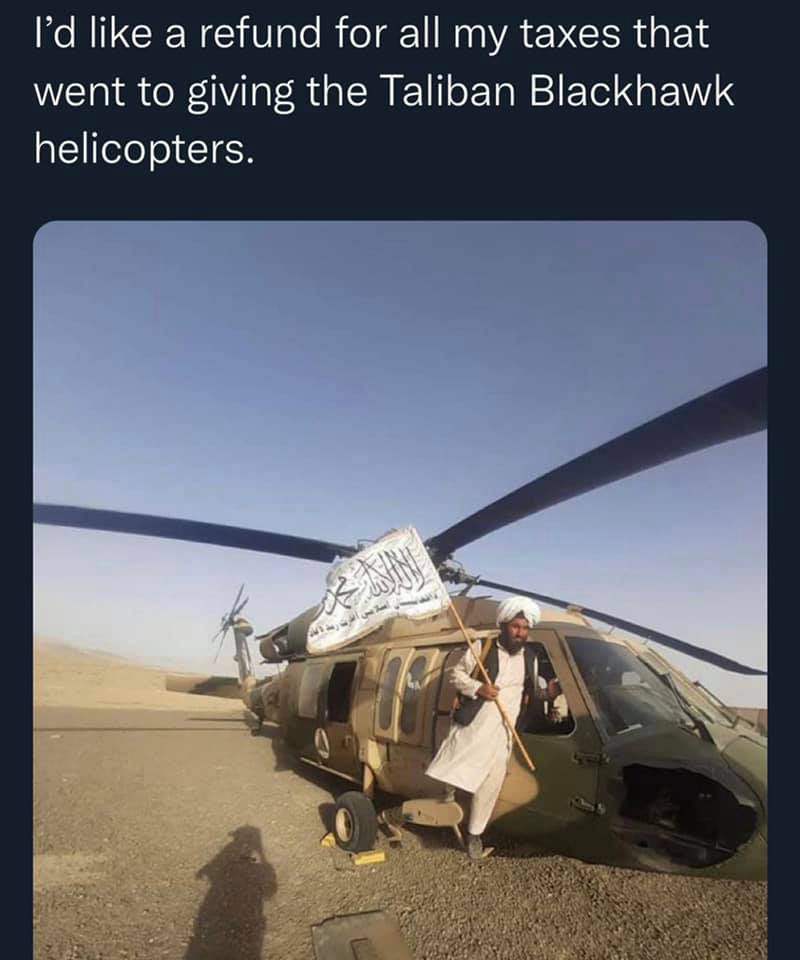 I’d like a refund for all my taxes that
went to giving the Taliban Blackhawk
helicopters.